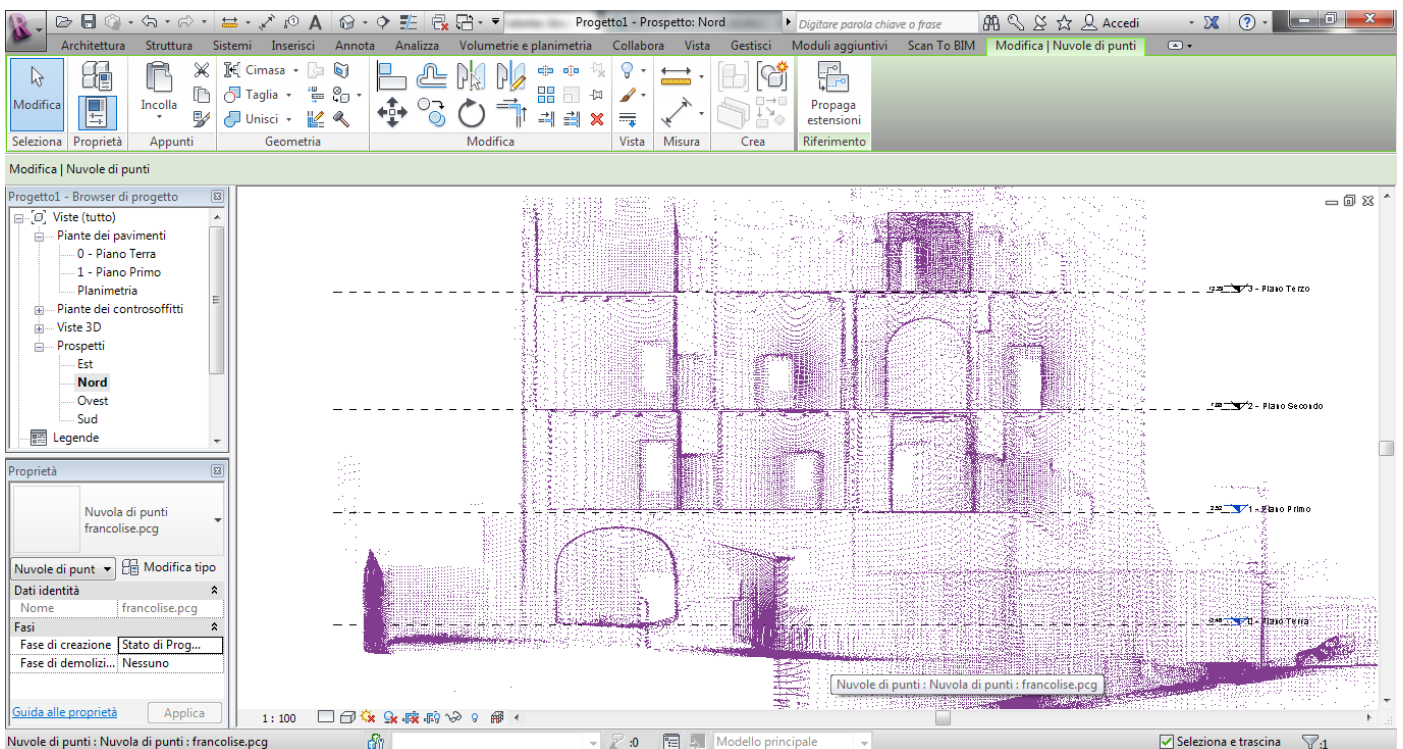 Progetto1 - Prospetto: Nord
Digitare parola chiave o frase
Accedi
Architettura Struttura Sistemi Inserisci Annota Analizza Volumetrie e planimetria Collabora Vista Gestisci Moduli aggiuntivi Scan To BIM Modifica | Nuvole di punti
Modifica
Incolla
Cimasa
Taglia
Unisci
Propaga
estensioni
Seleziona Proprietà Appunti Geometria Modifica Vista Misura Crea Riferimento
Modifica | Nuvole di punti
Progetto1 - Browser di progetto
Viste (tutto)
Piante dei pavimenti
0 - Piano Terra
1 - Piano Primo
Planimetria
Piante dei controsoffitti
Viste 3D
Prospetti
Est
Nord
Ovest
Sud
Legende
3 - Piano Terzo
2 - Piano Secondo
1 - Piano Primo
0 - Piano Terra
Proprietà
Nuvola di punti
francolise.pcg
Nuvole di punt
Modifica tipo
Dati identità
Nome francolise.pcg
Fasi
Fase di creazione Stato di Prog...
Fase di demolizi... Nessuno
Guida alle proprietà
Applica
Nuvole di punti : Nuvola di punti : francolise.pcg
1 : 100
Nuvole di punti : Nuvola di punti : francolise.pcg
:0
Modello principale
Seleziona e trascina
:1